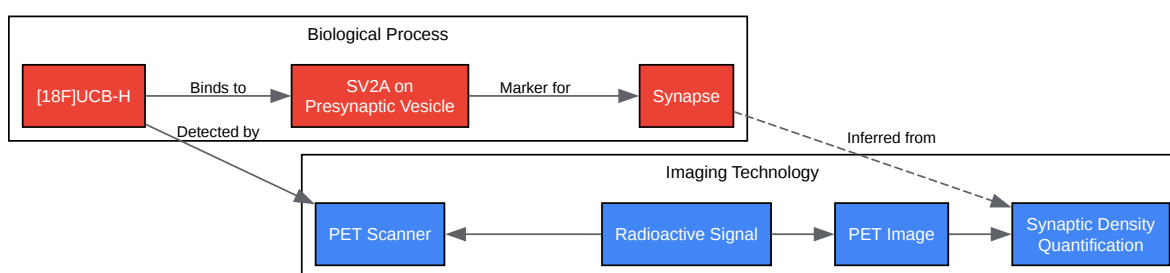 Biological Process
[18F]UCB-H
Binds to
SV2A on
Presynaptic Vesicle
Marker for
Synapse
Detected by
Inferred from
Imaging Technology
PET Scanner
Radioactive Signal
PET Image
Synaptic Density
Quantification